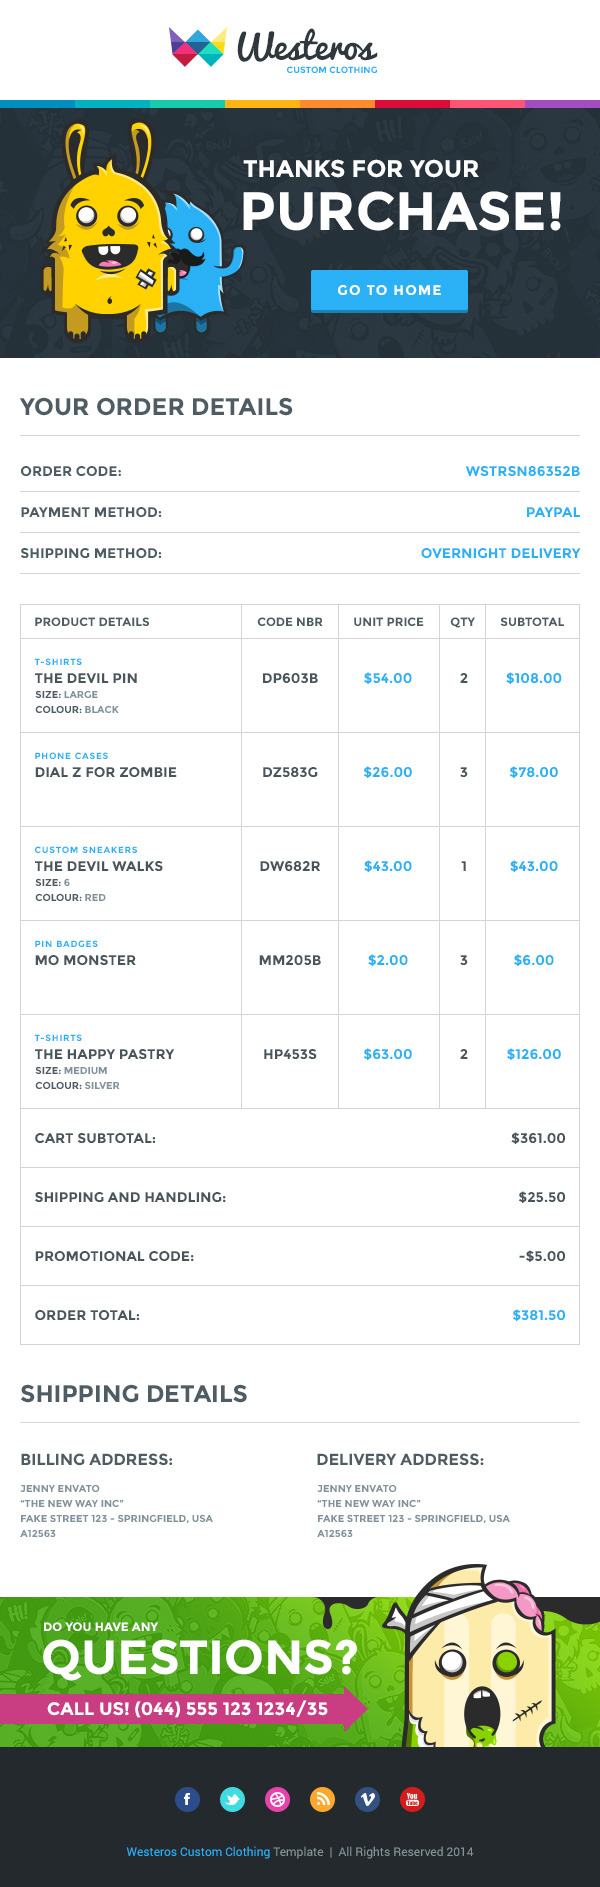 Westeros
CUSTOM CLOTHING
THANKS FOR YOUR
PURCHASE!
GO TO HOME
YOUR ORDER DETAILS
ORDER CODE: WSTRSN86352B
PAYMENT METHOD: PAYPAL
SHIPPING METHOD: OVERNIGHT DELIVERY
PRODUCT DETAILS CODE NBR UNIT PRICE QTY SUBTOTAL
T-SHIRTS
THE DEVIL PIN DP603B $54.00 2 $108.00
SIZE: LARGE
COLOUR: BLACK
PHONE CASES
DIAL Z FOR ZOMBIE DZ583G $26.00 3 $78.00
CUSTOM SNEAKERS
THE DEVIL WALKS DW682R $43.00 1 $43.00
SIZE: 6
COLOUR: RED
PIN BADGES
MO MONSTER MM205B $2.00 3 $6.00
T-SHIRTS
THE HAPPY PASTRY HP453S $63.00 2 $126.00
SIZE: MEDIUM
COLOUR: SILVER
CART SUBTOTAL: $361.00
SHIPPING AND HANDLING: $25.50
PROMOTIONAL CODE: -$5.00
ORDER TOTAL: $381.50
SHIPPING DETAILS
BILLING ADDRESS: DELIVERY ADDRESS:
JENNY ENVATO JENNY ENVATO
"THE NEW WAY INC" "THE NEW WAY INC"
FAKE STREET 123 - SPRINGFIELD, USA FAKE STREET 123 - SPRINGFIELD, USA
A12563 A12563
DO YOU HAVE ANY
QUESTIONS?
CALL US! (044) 555 123 1234/35
You Tube
Westeros Custom Clothing Template | All Rights Reserved 2014